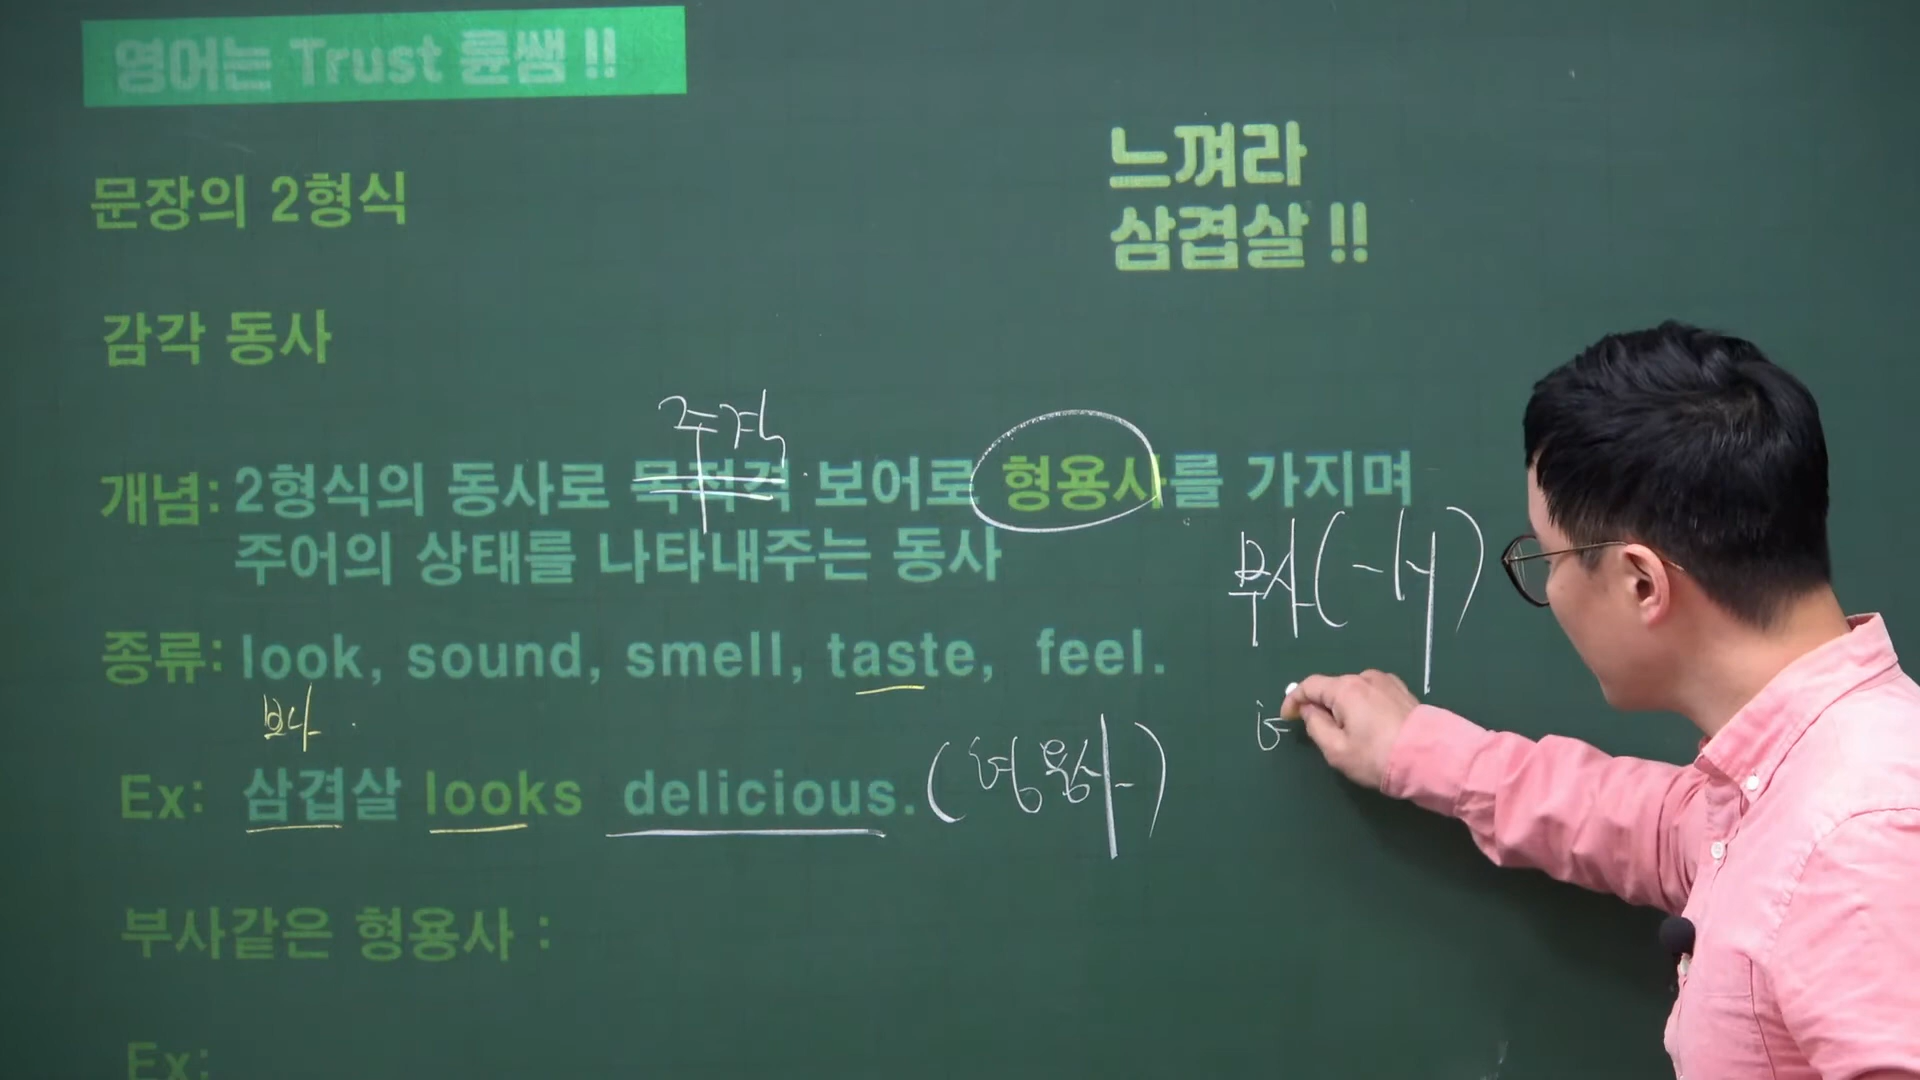 영어는 Trust 륜쌤 !!
느껴라
삼겹살 !!
문장의 2형식
감각 동사
주격
개념: 2형식의 동사로 목적격 보어로 형용사를 가지며
주어의 상태를 나타내주는 동사
부사(-ly)
종류: look, sound, smell, taste, feel.
보다
Ex: 삼겹살 looks delicious. (형용사)
부사같은 형용사 :
Ex: